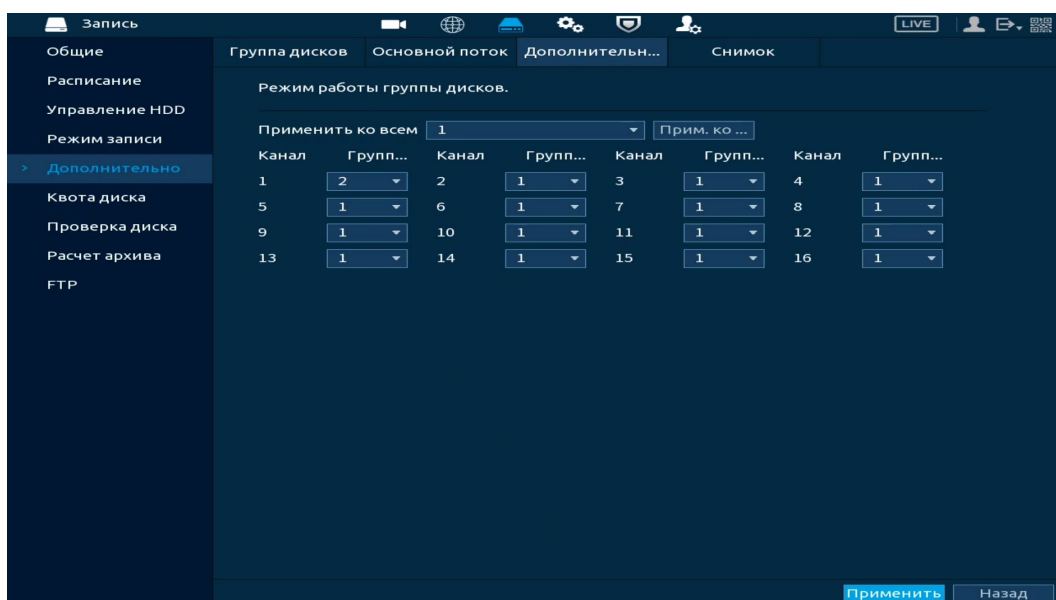 Запись
LIVE
Общие
Расписание
Управление HDD
Режим записи
> Дополнительно
Квота диска
Проверка диска
Расчет архива
FTP
Группа дисков Основной поток Дополнительн... Снимок
Режим работы группы дисков.
Применить ко всем 1 Прим. ко ...
Канал Групп... Канал Групп... Канал Групп... Канал Групп...
1 2 2 1 3 1 4 1
5 1 6 1 7 1 8 1
9 1 10 1 11 1 12 1
13 1 14 1 15 1 16 1
Применить Назад